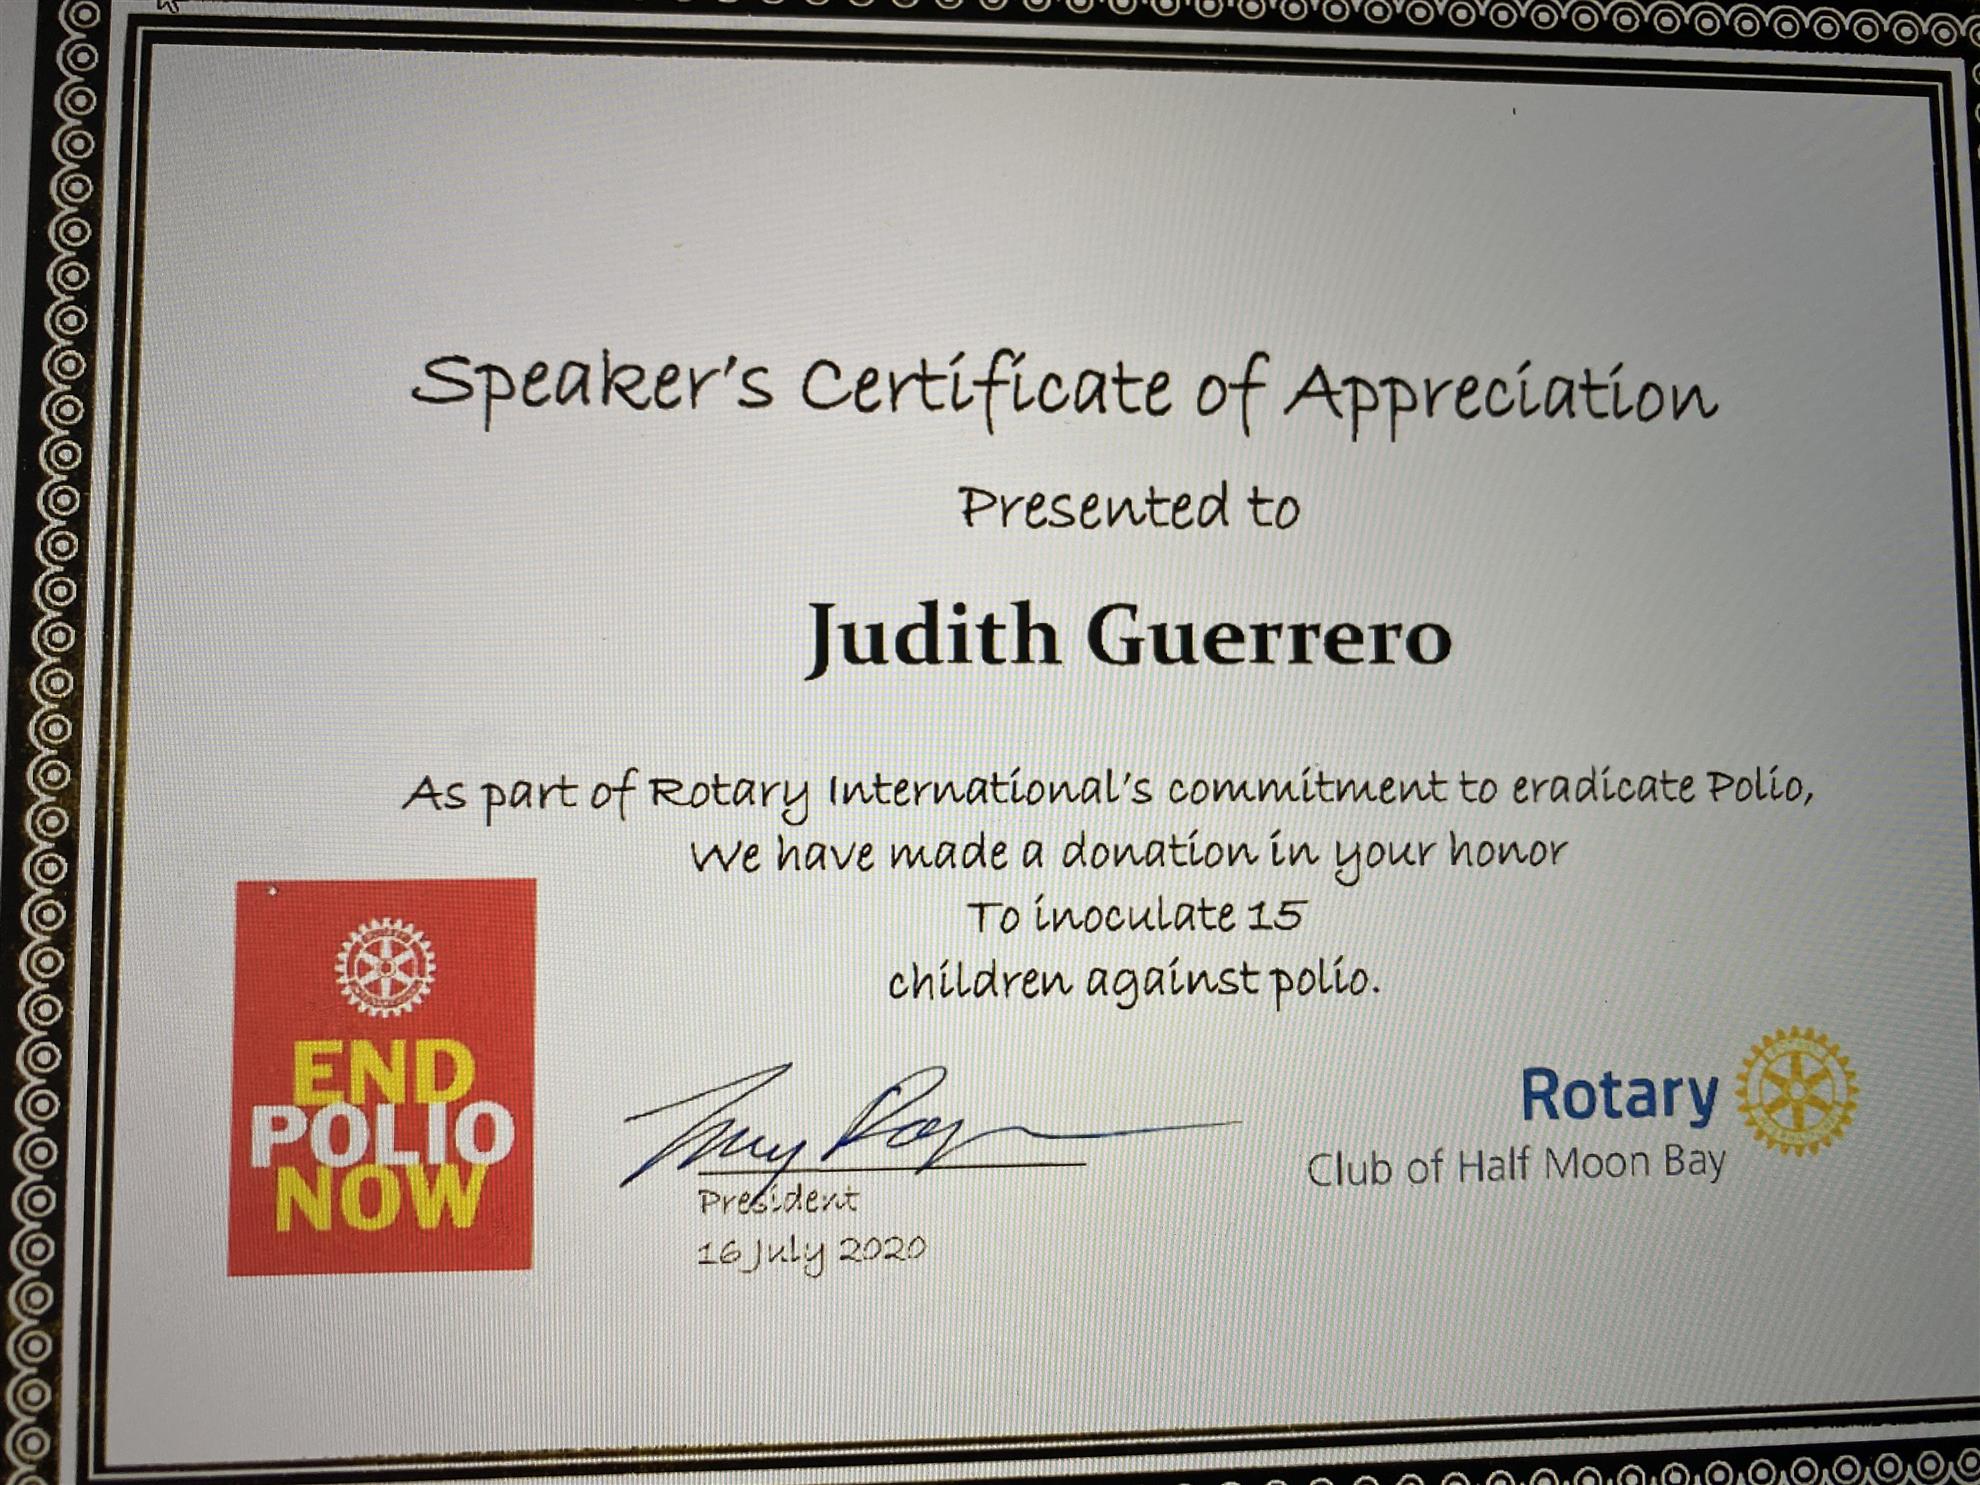 Speaker's Certificate of Appreciation
Presented to
Judith Guerrero
As part of Rotary International's commitment to eradicate Polio,
We have made a donation in your honor
To inoculate 15
children against polio.
END
POLIO
NOW
President
16 July 2020
Rotary
Club of Half Moon Bay